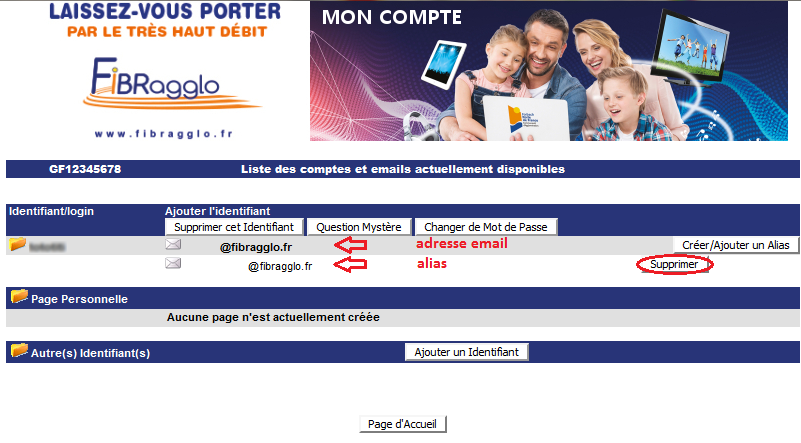 LAISSEZ-VOUS PORTER
PAR LE TRÈS HAUT DÉBIT
FiBRagglo
www.fibragglo.fr
MON COMPTE
GF12345678 Liste des comptes et emails actuellement disponibles
Identifiant/login Ajouter l'identifiant
Supprimer cet Identifiant Question Mystère Changer de Mot de Passe
@fibragglo.fr adresse email Créer/Ajouter un Alias
@fibragglo.fr alias Supprimer
Page Personnelle
Aucune page n'est actuellement créée
Autre(s) Identifiant(s) Ajouter un Identifiant
Page d'Accueil